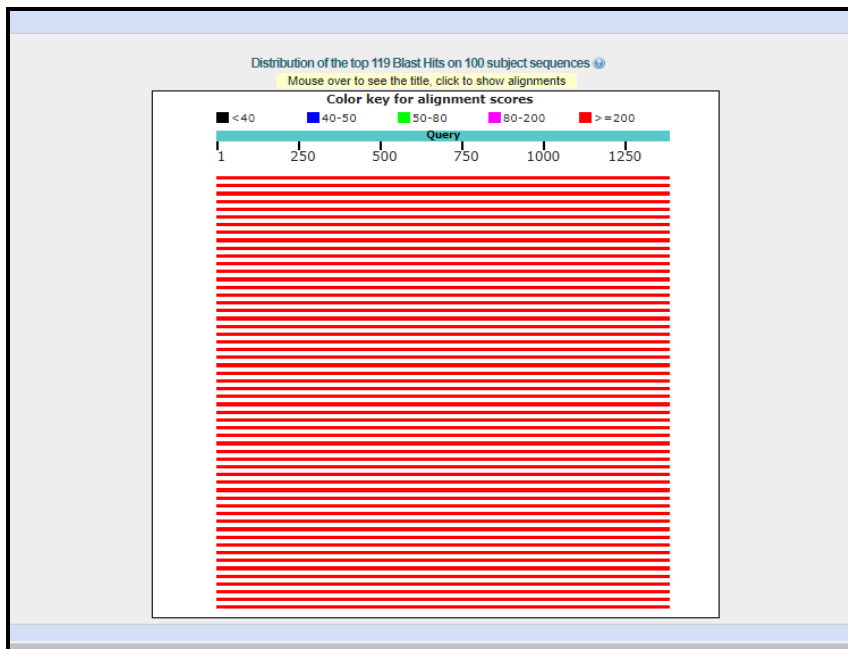 Distribution of the top 119 Blast Hits on 100 subject sequences
Mouse over to see the title, click to show alignments
Color key for alignment scores
<40 40-50 50-80 80-200 >=200
Query
1 250 500 750 1000 1250